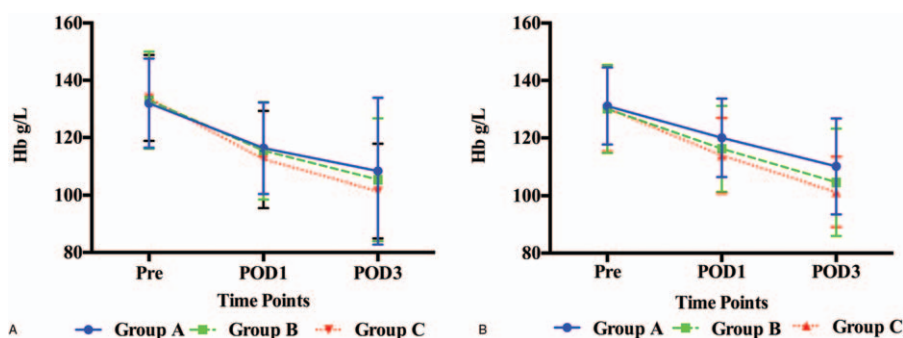 160
140
120
100
80
Hb g/L
Pre POD1 POD3
Time Points
A Group A Group B Group C
160
140
120
100
80
Hb g/L
Pre POD1 POD3
Time Points
B Group A Group B Group C